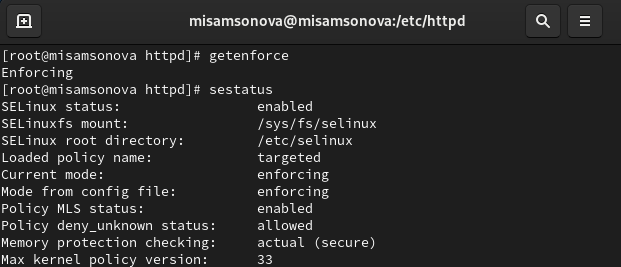 misamsonova@misamsonova:/etc/httpd
[root@misamsonova httpd]# getenforce
Enforcing
[root@misamsonova httpd]# sestatus
SELinux status:                 enabled
SELinuxfs mount:                /sys/fs/selinux
SELinux root directory:         /etc/selinux
Loaded policy name:             targeted
Current mode:                   enforcing
Mode from config file:          enforcing
Policy MLS status:              enabled
Policy deny_unknown status:     allowed
Memory protection checking:     actual (secure)
Max kernel policy version:      33